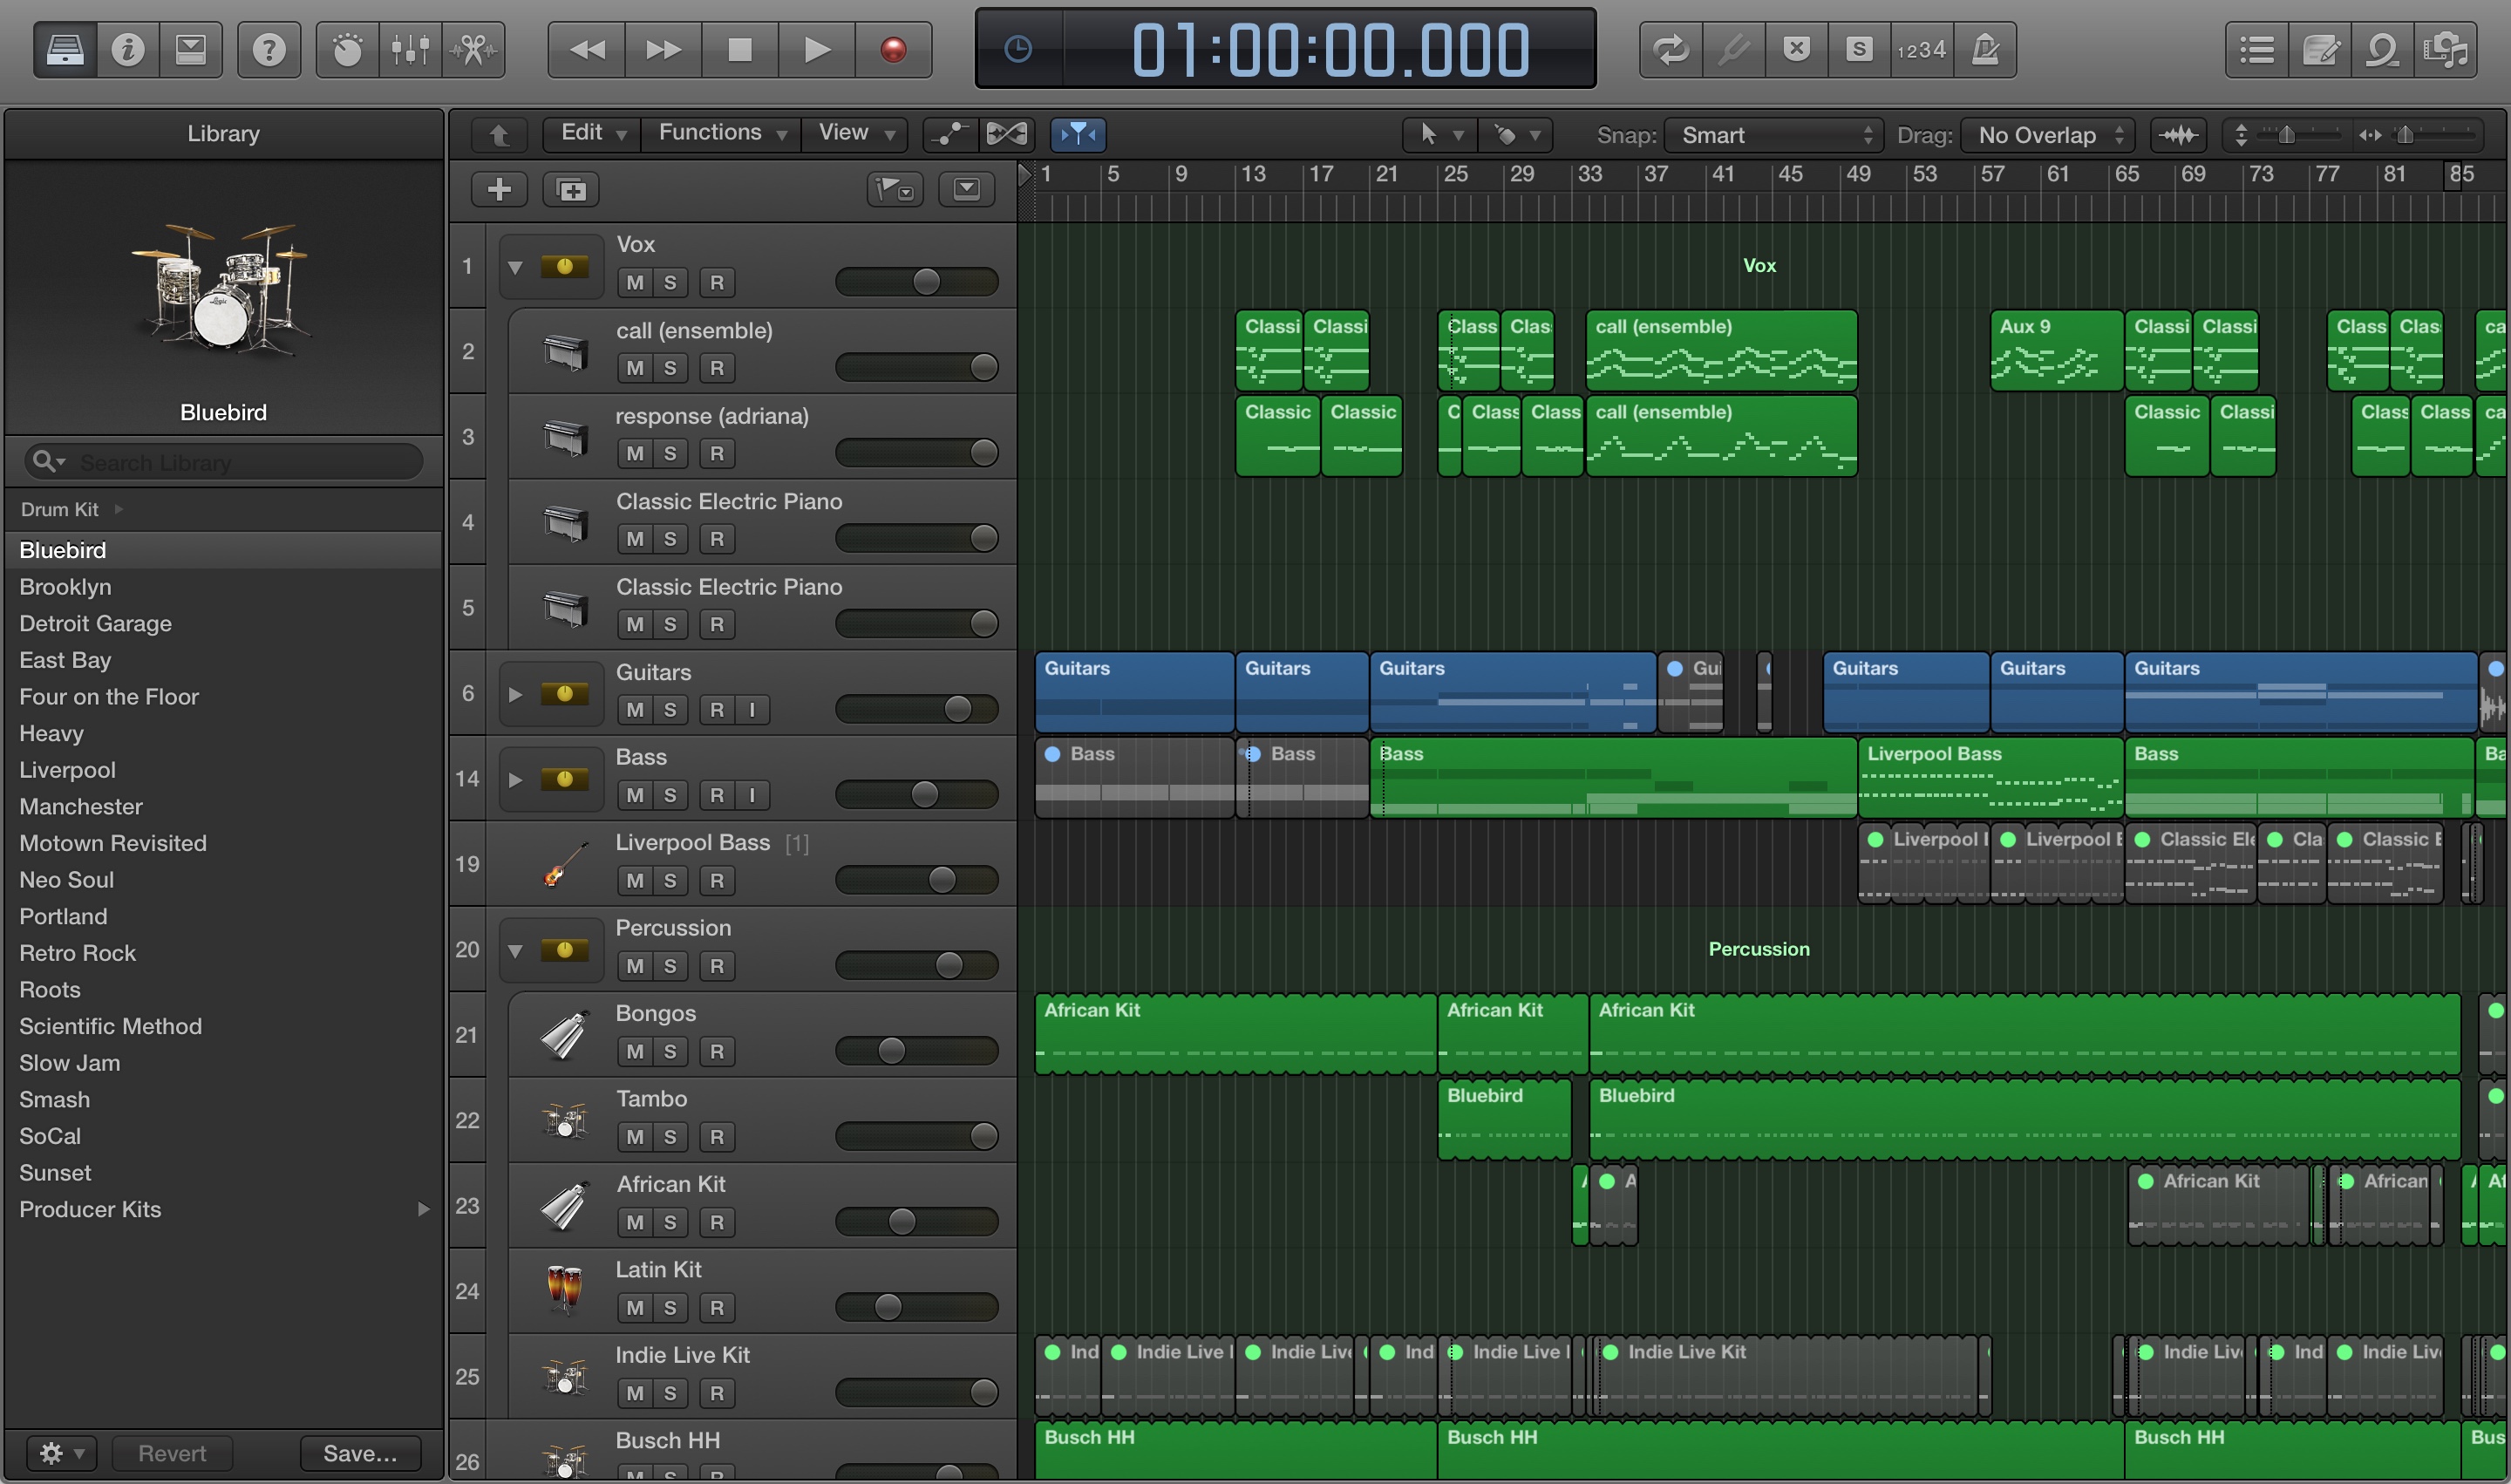 01:00:00.000
S
1234
Library
Bluebird
Search Library
Drum Kit
Bluebird
Brooklyn
Detroit Garage
East Bay
Four on the Floor
Heavy
Liverpool
Manchester
Motown Revisited
Neo Soul
Portland
Retro Rock
Roots
Scientific Method
Slow Jam
Smash
SoCal
Sunset
Producer Kits
Revert
Save...
Edit Functions View
Snap: Smart Drag: No Overlap
1 5 9 13 17 21 25 29 33 37 41 45 49 53 57 61 65 69 73 77 81 85
1 Vox
M S R
Vox
2 call (ensemble)
M S R
Classi Classi Class Clas call (ensemble) Aux 9 Classi Classi Class Clas ca
3 response (adriana)
M S R
Classic Classic C Class Class call (ensemble) Classic Classi Class Class ca
4 Classic Electric Piano
M S R
5 Classic Electric Piano
M S R
6 Guitars
M S R I
Guitars Guitars Guitars Gui Guitars Guitars Guitars
14 Bass
M S R I
Bass Bass Bass Liverpool Bass Bass Ba
19 Liverpool Bass [1]
M S R
Liverpool Liverpool Classic Ele Cla Classic
20 Percussion
M S R
Percussion
21 Bongos
M S R
African Kit African Kit African Kit
22 Tambo
M S R
Bluebird Bluebird
23 African Kit
M S R
A African Kit African Af
24 Latin Kit
M S R
25 Indie Live Kit
M S R
Ind Indie Live Indie Live Ind Indie Live Indie Live Kit Indie Liv Ind Indie Liv
26 Busch HH
M S R
Busch HH Busch HH Busch HH Bus